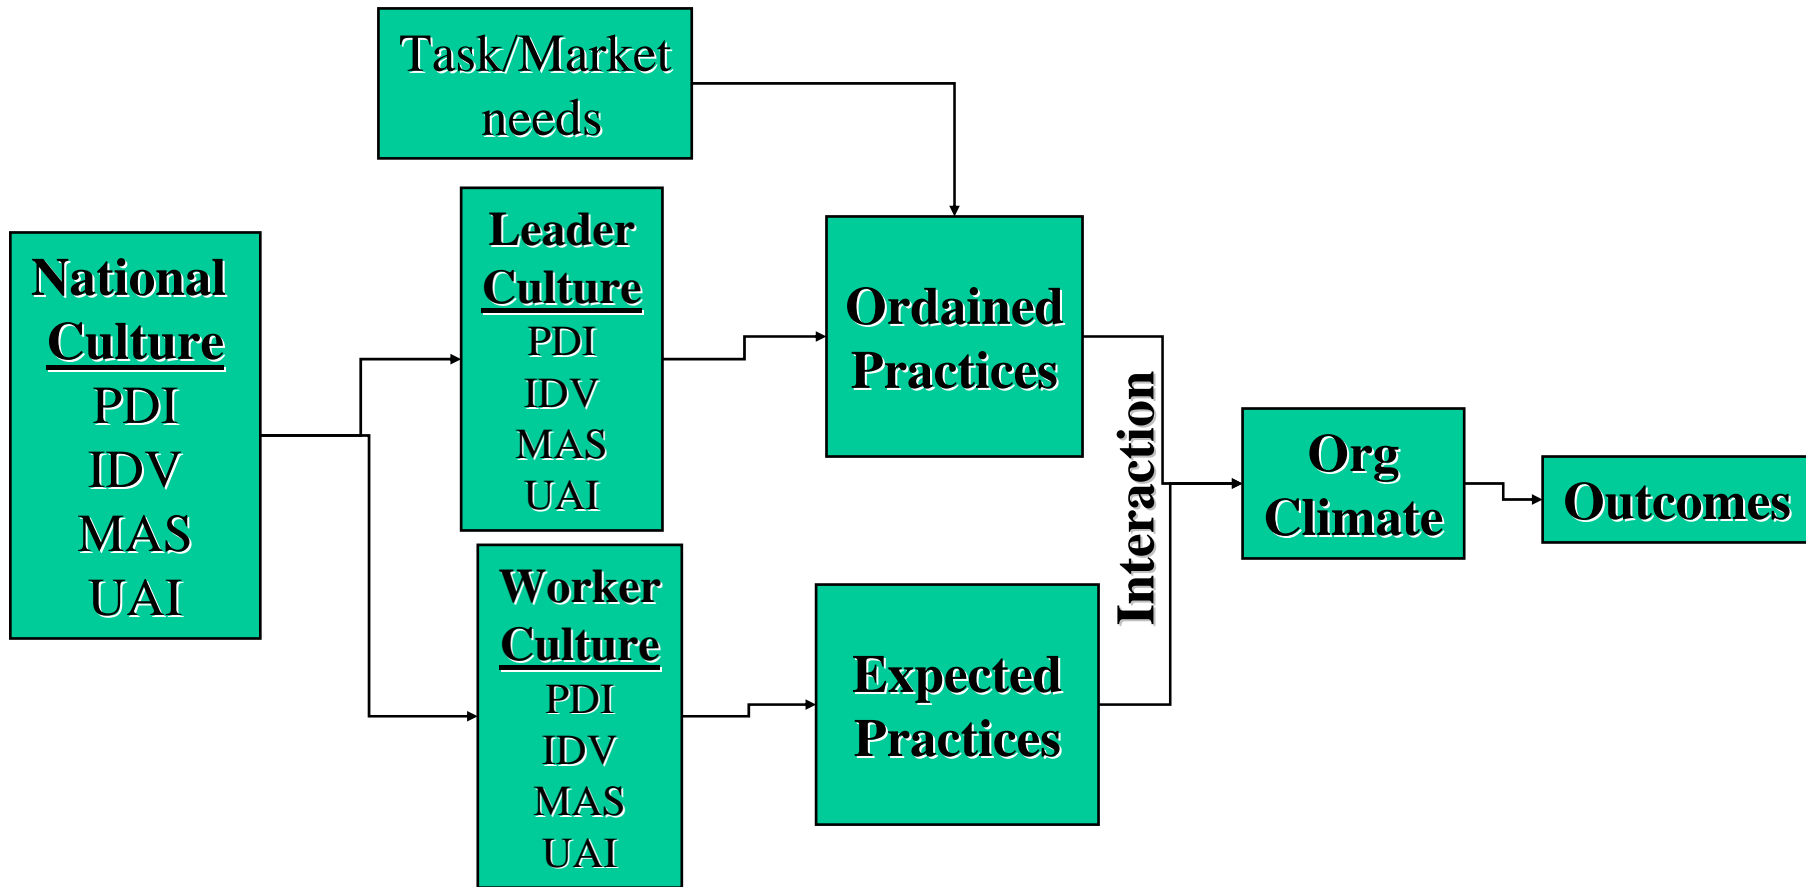 Task/Market
needs
National
Culture
PDI
IDV
MAS
UAI
Leader
Culture
PDI
IDV
MAS
UAI
Worker
Culture
PDI
IDV
MAS
UAI
Ordained
Practices
Expected
Practices
Interaction
Org
Climate
Outcomes